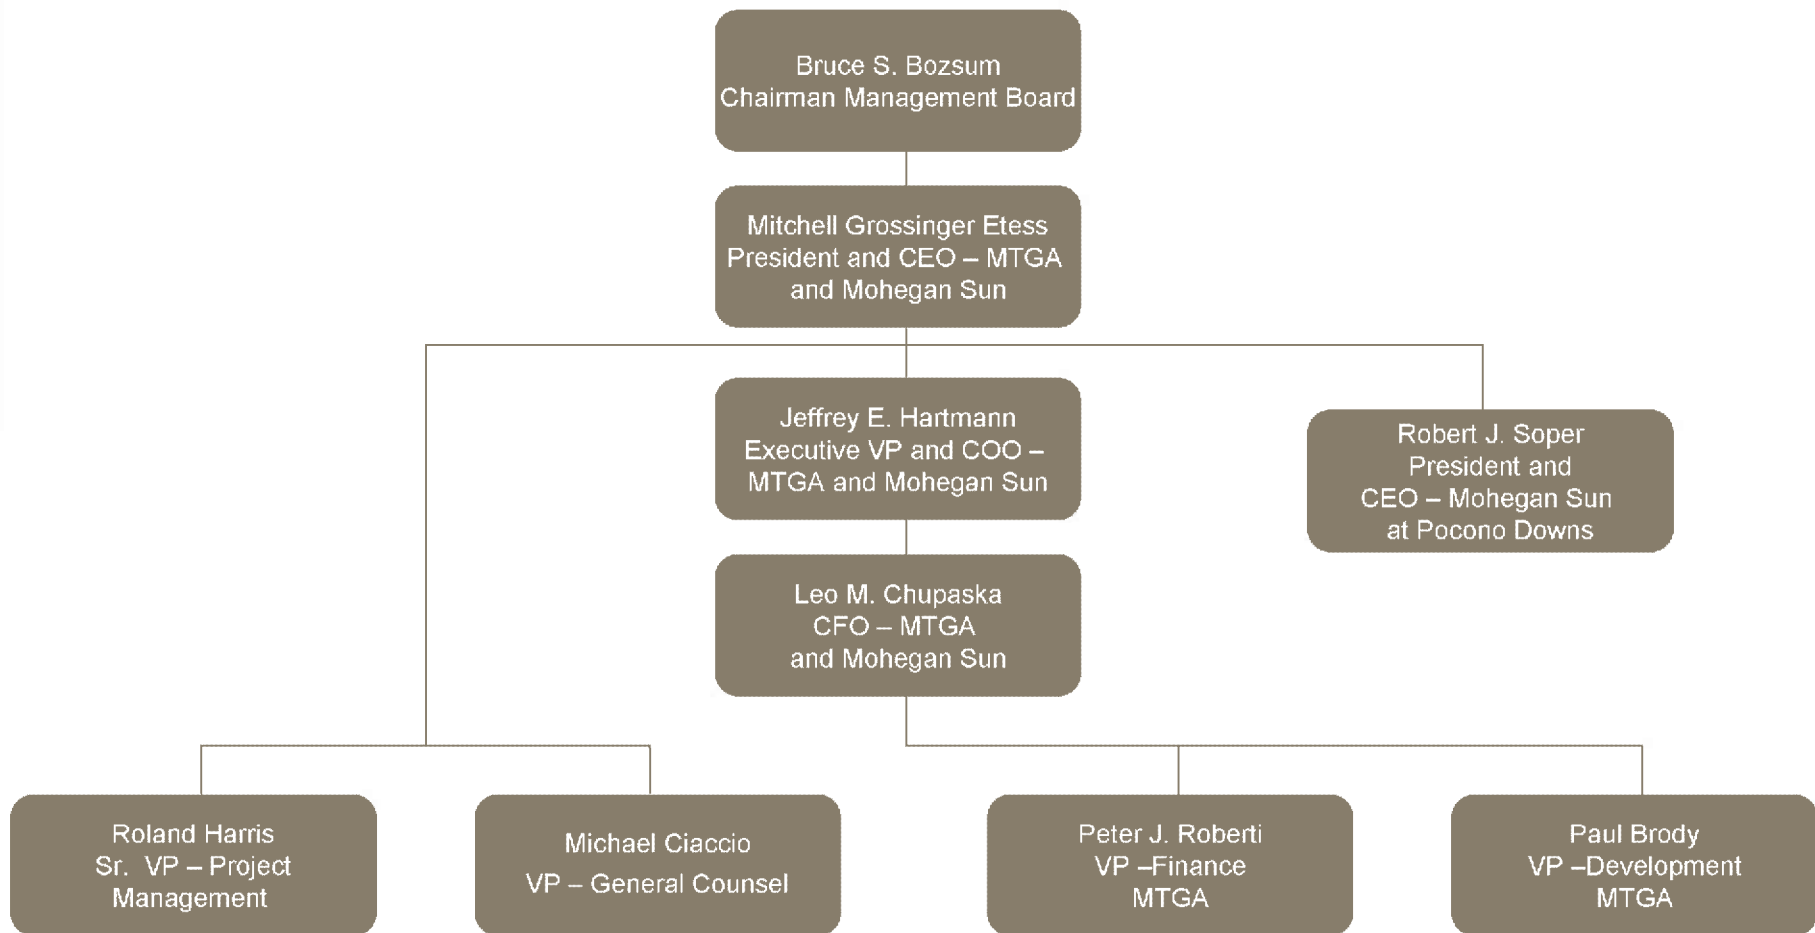 Bruce S. Bozsum
Chairman Management Board
Mitchell Grossinger Etess
President and CEO – MTGA
and Mohegan Sun
Jeffrey E. Hartmann
Executive VP and COO –
MTGA and Mohegan Sun
Robert J. Soper
President and
CEO – Mohegan Sun
at Pocono Downs
Leo M. Chupaska
CFO – MTGA
and Mohegan Sun
Roland Harris
Sr. VP – Project
Management
Michael Ciaccio
VP – General Counsel
Peter J. Roberti
VP –Finance
MTGA
Paul Brody
VP –Development
MTGA